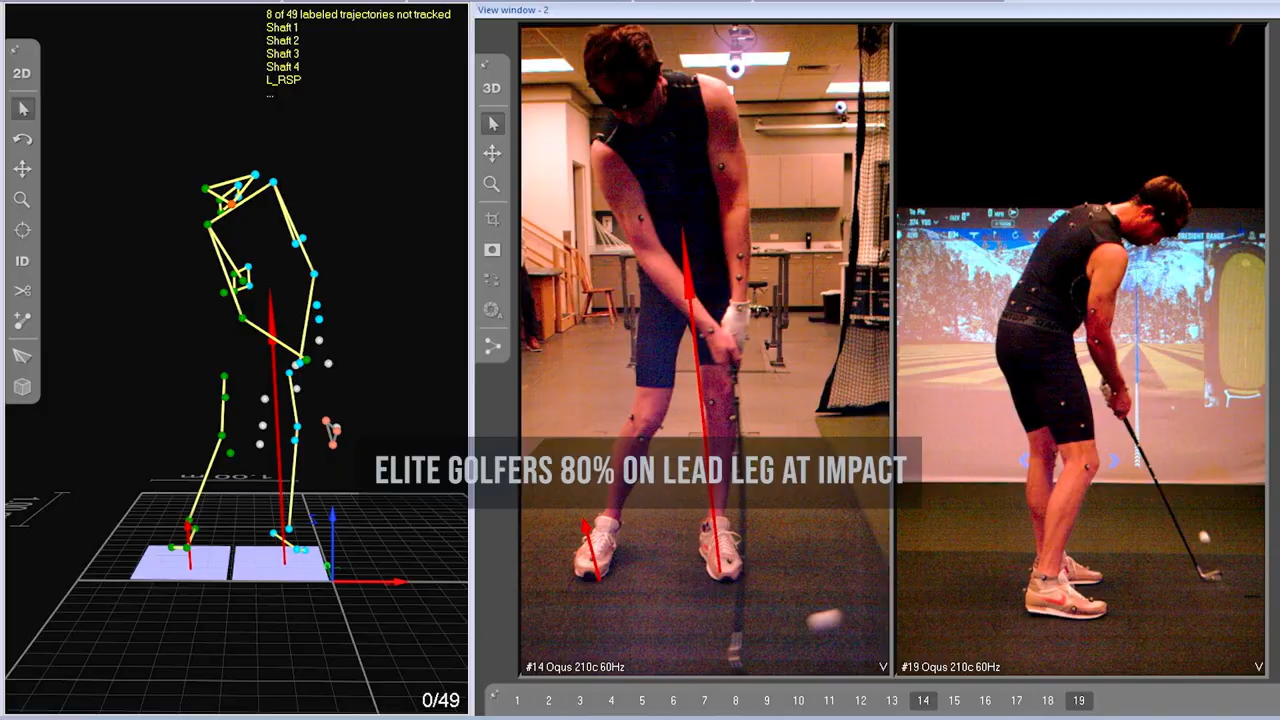 8 of 49 labeled trajectories not tracked
Shaft 1
Shaft 2
Shaft 3
Shaft 4
L_RSP
...
2D
ID
1.00 m
0/49
View window - 2
3D
ELITE GOLFERS 80% ON LEAD LEG AT IMPACT
#14 Oqus 210c 60Hz
V
#19 Oqus 210c 60Hz
V
1 2 3 4 5 6 7 8 9 10 11 12 13 14 15 16 17 18 19